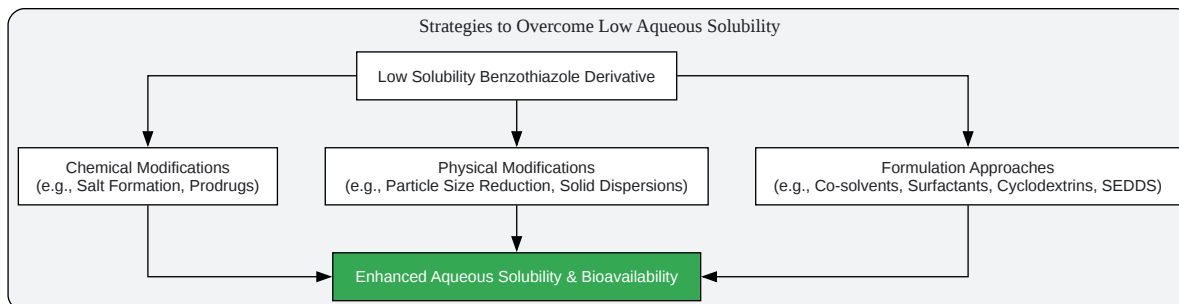 Strategies to Overcome Low Aqueous Solubility
Low Solubility Benzothiazole Derivative
Chemical Modifications
(e.g., Salt Formation, Prodrugs)
Physical Modifications
(e.g., Particle Size Reduction, Solid Dispersions)
Formulation Approaches
(e.g., Co-solvents, Surfactants, Cyclodextrins, SEDDS)
Enhanced Aqueous Solubility & Bioavailability